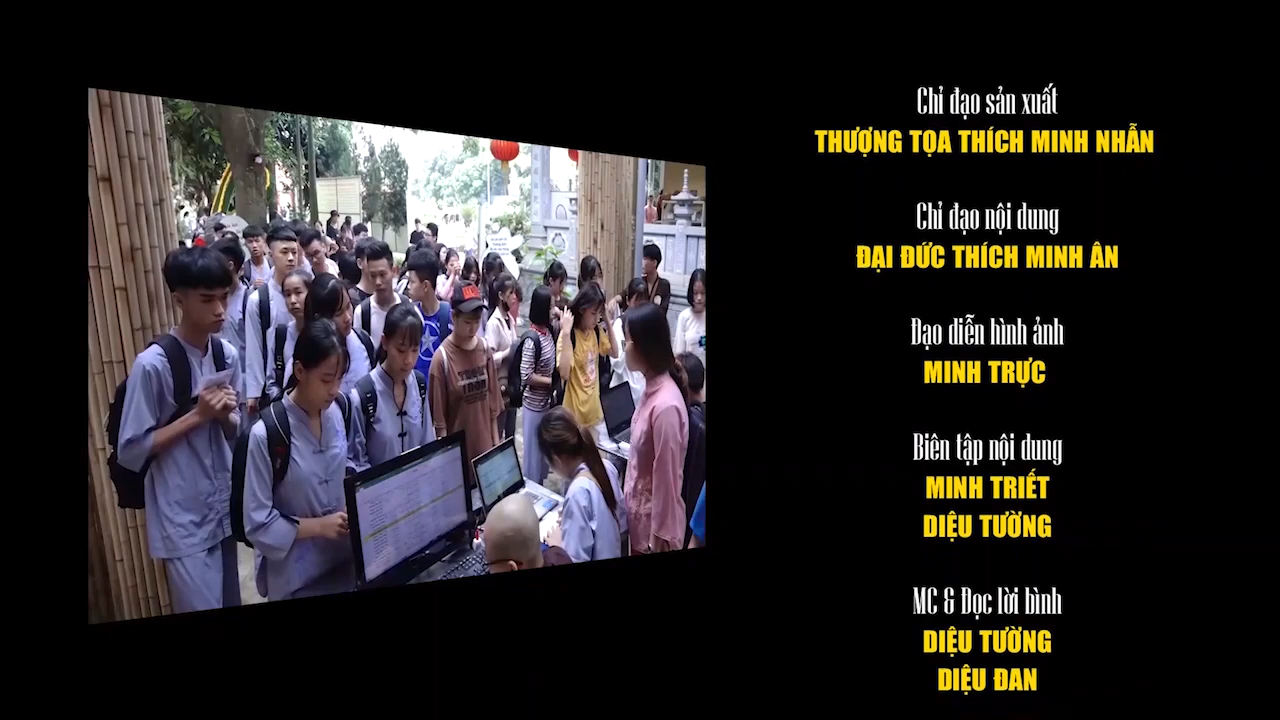 Chỉ đạo sản xuất
THƯỢNG TỌA THÍCH MINH NHẪN
Chỉ đạo nội dung
ĐẠI ĐỨC THÍCH MINH ÂN
Đạo diễn hình ảnh
MINH TRỰC
Biên tập nội dung
MINH TRIẾT
DIỆU TƯỜNG
MC & Đọc lời bình
DIỆU TƯỜNG
DIỆU ĐAN